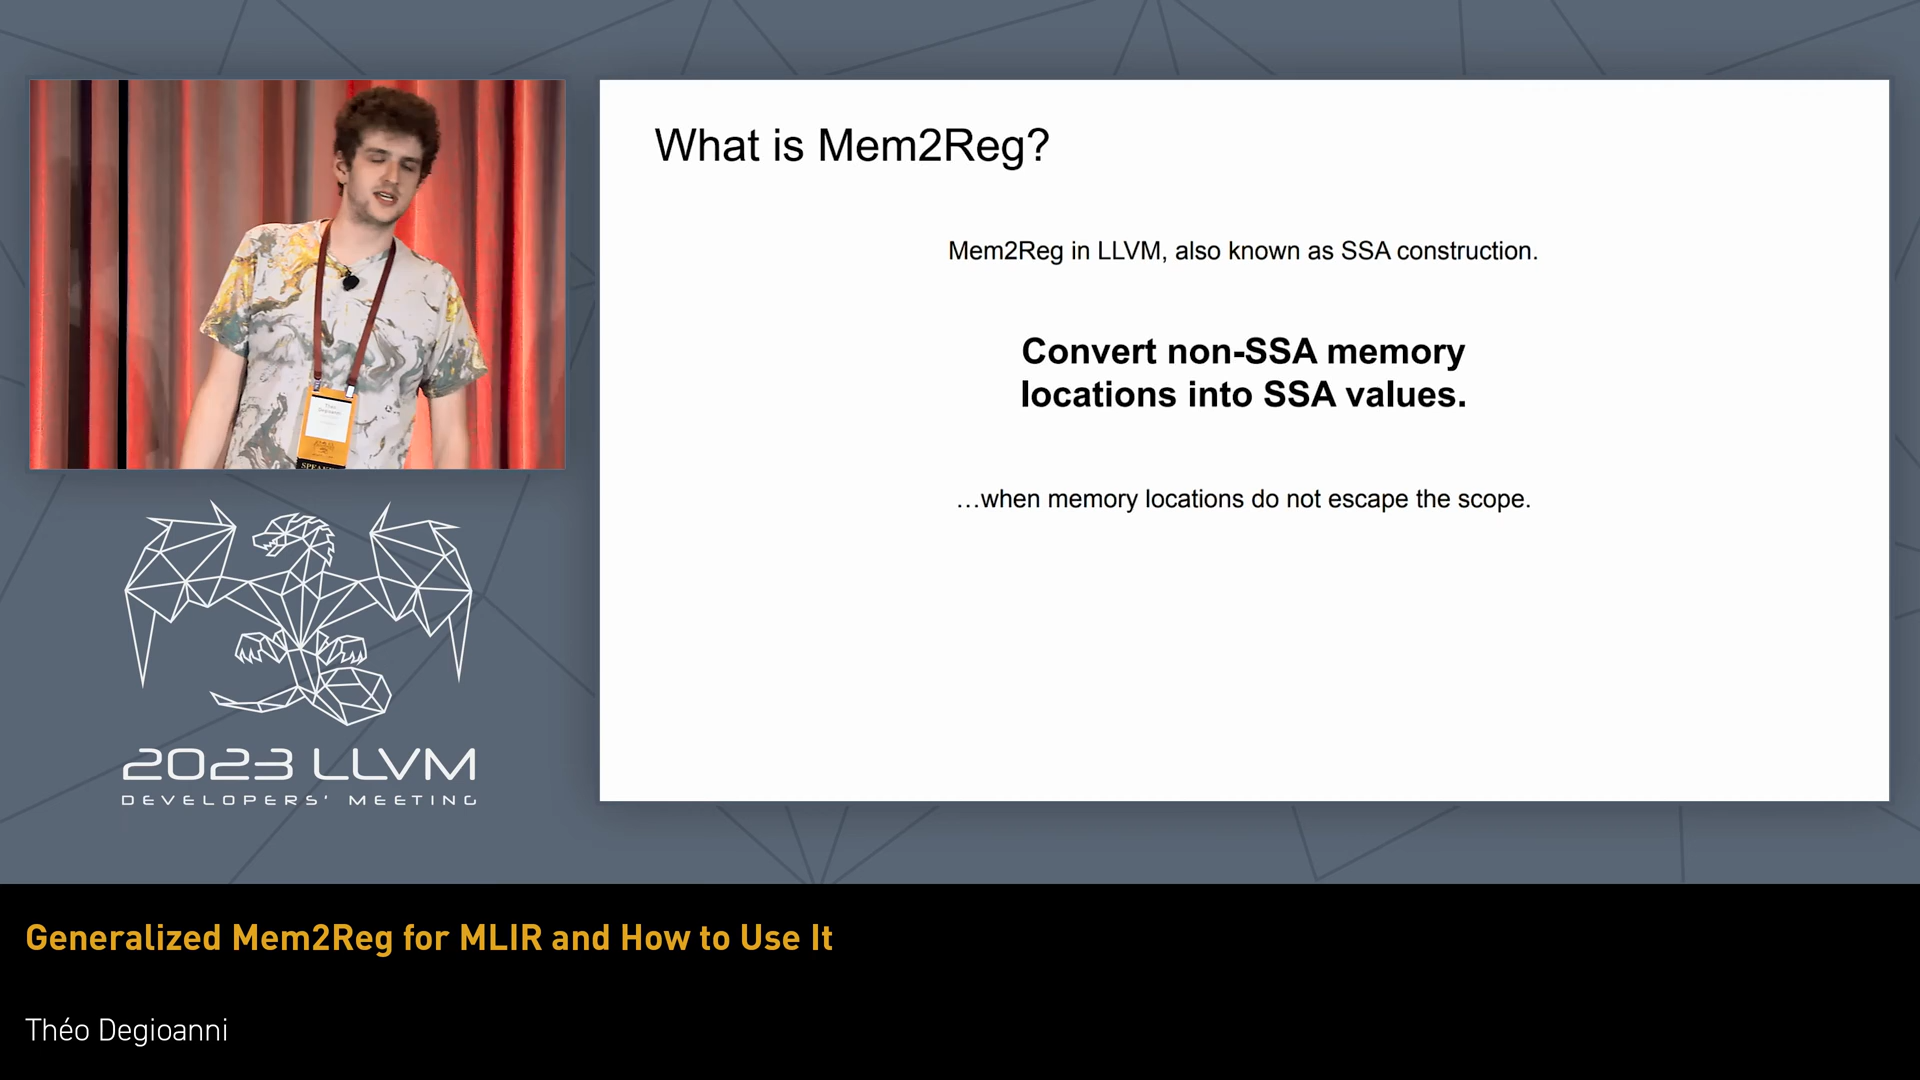 What is Mem2Reg?
Mem2Reg in LLVM, also known as SSA construction.
Convert non-SSA memory
locations into SSA values.
…when memory locations do not escape the scope.
Théo
Degioanni
2023 LLVM
DEVELOPERS' MEETING
Generalized Mem2Reg for MLIR and How to Use It
Théo Degioanni